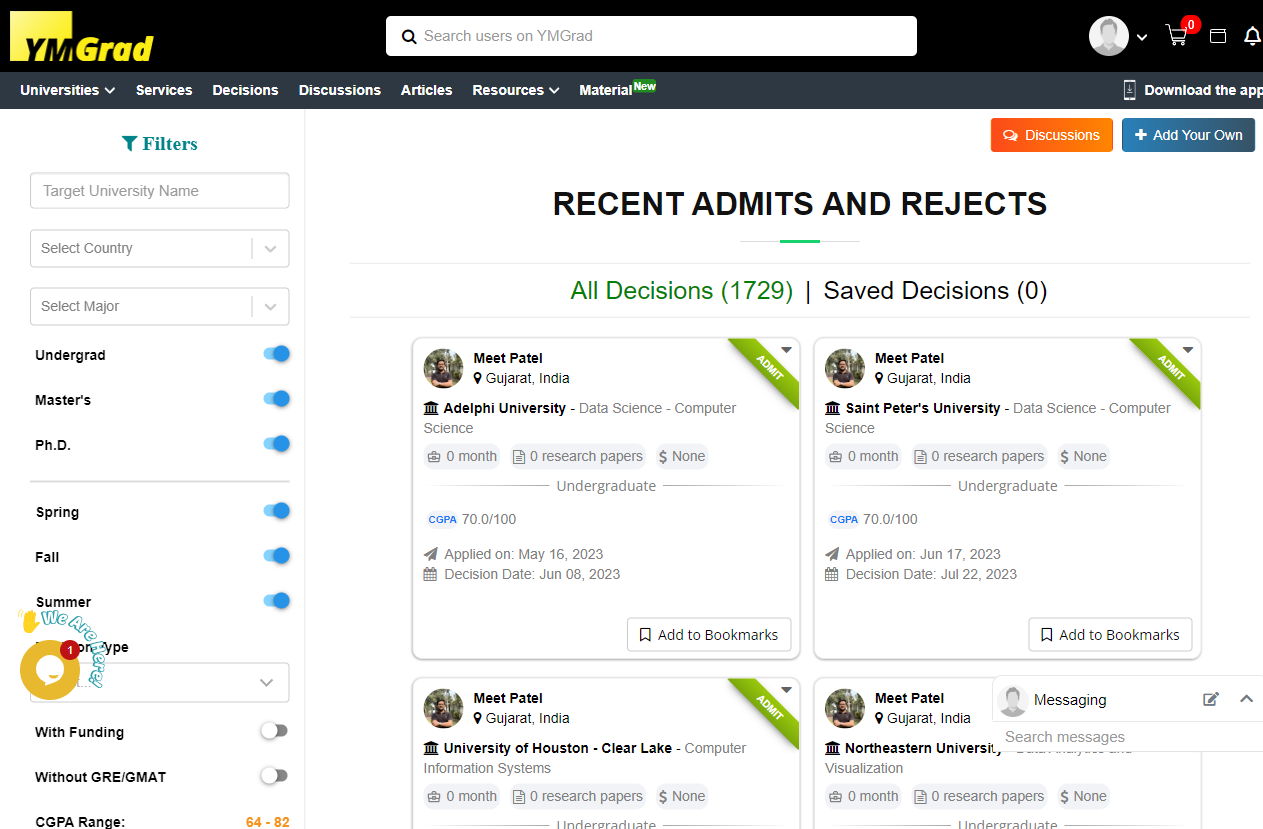 YMGrad
Search users on YMGrad
0
Universities Services Decisions Discussions Articles Resources Material New
Download the app
Filters
Target University Name
Select Country
Select Major
Undergrad
Master's
Ph.D.
Spring
Fall
Summer
We Are Here!
1
With Funding
Without GRE/GMAT
CGPA Range: 64 - 82
Discussions
Add Your Own
RECENT ADMITS AND REJECTS
All Decisions (1729) | Saved Decisions (0)
Meet Patel
Gujarat, India
ADMIT
Adelphi University - Data Science - Computer
Science
0 month 0 research papers $ None
Undergraduate
CGPA 70.0/100
Applied on: May 16, 2023
Decision Date: Jun 08, 2023
Add to Bookmarks
Meet Patel
Gujarat, India
ADMIT
Saint Peter's University - Data Science - Computer
Science
0 month 0 research papers $ None
Undergraduate
CGPA 70.0/100
Applied on: Jun 17, 2023
Decision Date: Jul 22, 2023
Add to Bookmarks
Meet Patel
Gujarat, India
ADMIT
University of Houston - Clear Lake - Computer
Information Systems
0 month 0 research papers $ None
Undergraduate
Meet Patel
Gujarat, India
Northeastern University - Data Analytics and
Visualization
0 month 0 research papers $ None
Undergraduate
Messaging
Search messages